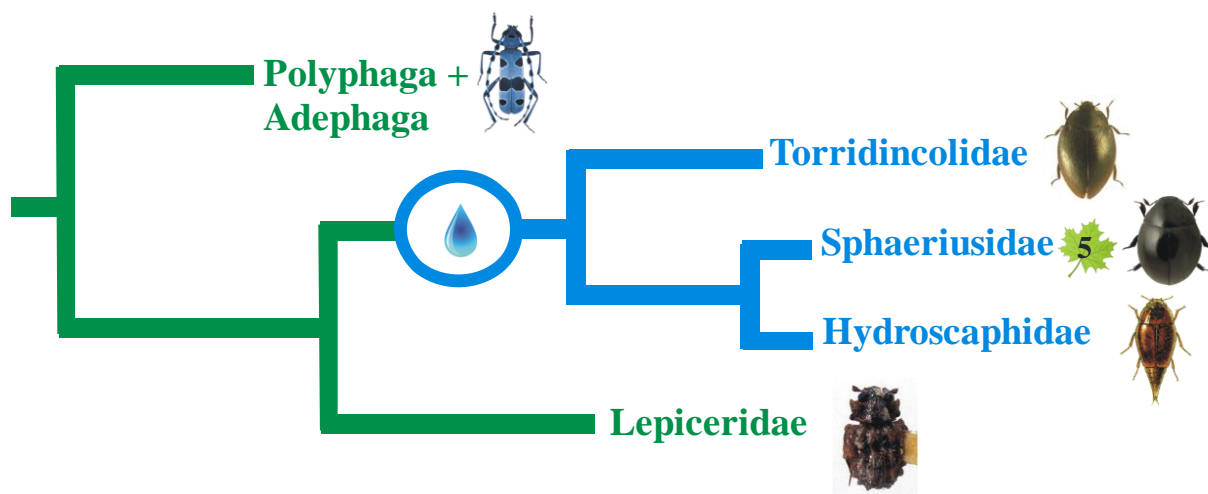 Polyphaga +
Adephaga
Torridincolidae
Sphaeriusidae 5
Hydroscaphidae
Lepiceridae